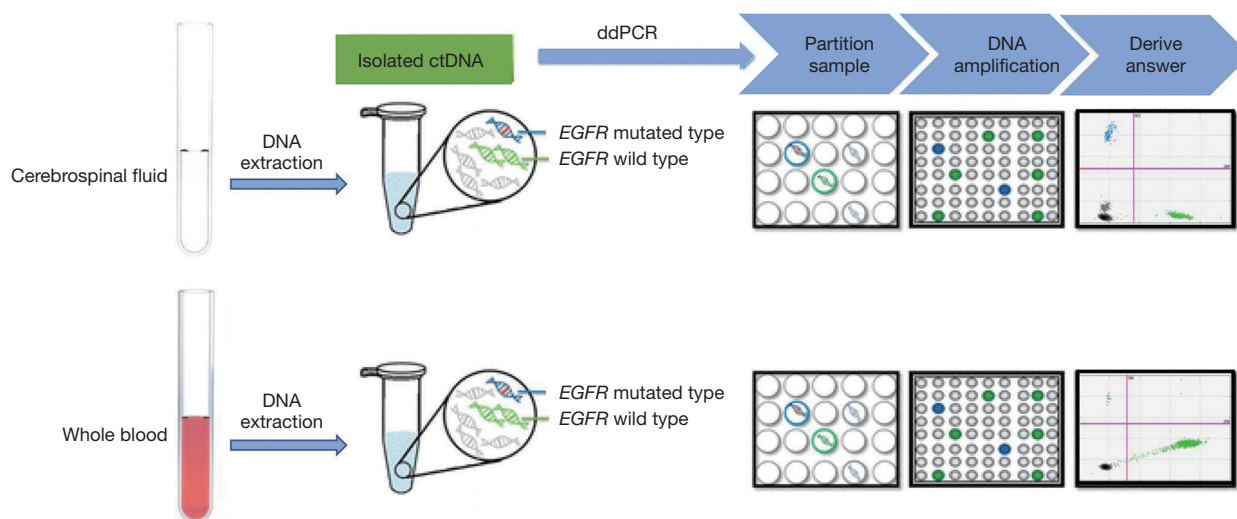 ddPCR
Isolated ctDNA
Partition
sample
DNA
amplification
Derive
answer
Cerebrospinal fluid
DNA
extraction
EGFR mutated type
EGFR wild type
Whole blood
DNA
extraction
EGFR mutated type
EGFR wild type